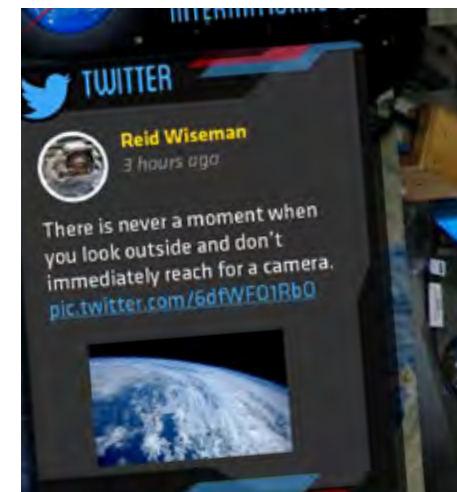 TWITTER
Reid Wiseman
3 hours ago
There is never a moment when
you look outside and don't
immediately reach for a camera.
pic.twitter.com/6dfWFO1RbO